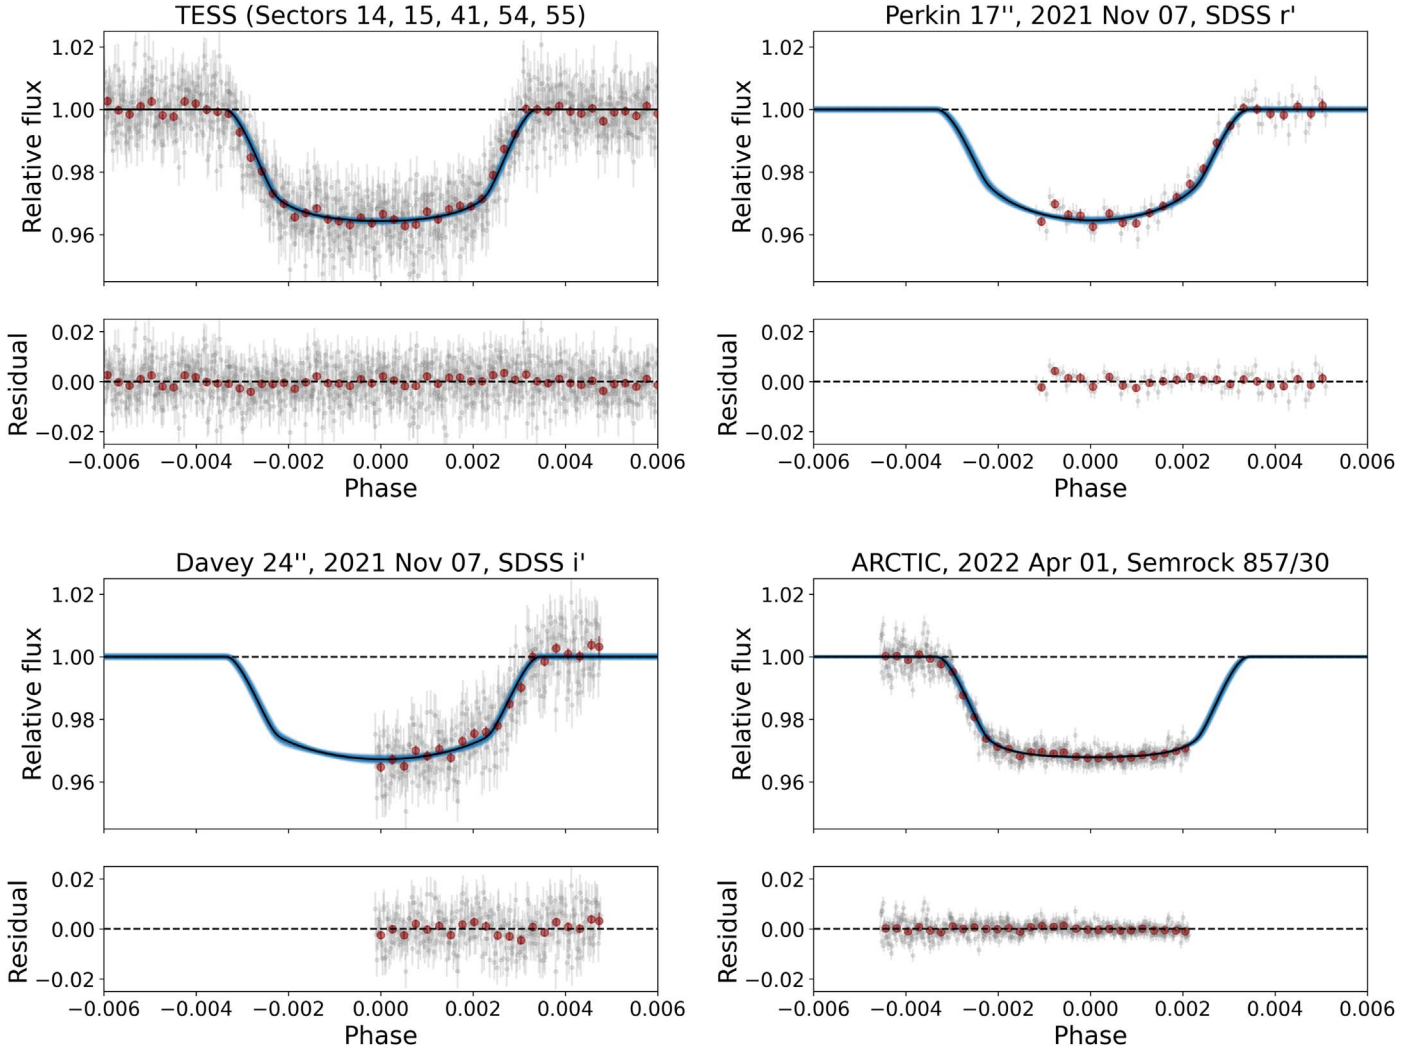 TESS (Sectors 14, 15, 41, 54, 55)
1.02
1.00
0.98
0.96
Relative flux
0.02
0.00
−0.02
Residual
−0.006 −0.004 −0.002 0.000 0.002 0.004 0.006
Phase
Perkin 17'', 2021 Nov 07, SDSS r'
1.02
1.00
0.98
0.96
Relative flux
0.02
0.00
−0.02
Residual
−0.006 −0.004 −0.002 0.000 0.002 0.004 0.006
Phase
Davey 24'', 2021 Nov 07, SDSS i'
1.02
1.00
0.98
0.96
Relative flux
0.02
0.00
−0.02
Residual
−0.006 −0.004 −0.002 0.000 0.002 0.004 0.006
Phase
ARCTIC, 2022 Apr 01, Semrock 857/30
1.02
1.00
0.98
0.96
Relative flux
0.02
0.00
−0.02
Residual
−0.006 −0.004 −0.002 0.000 0.002 0.004 0.006
Phase